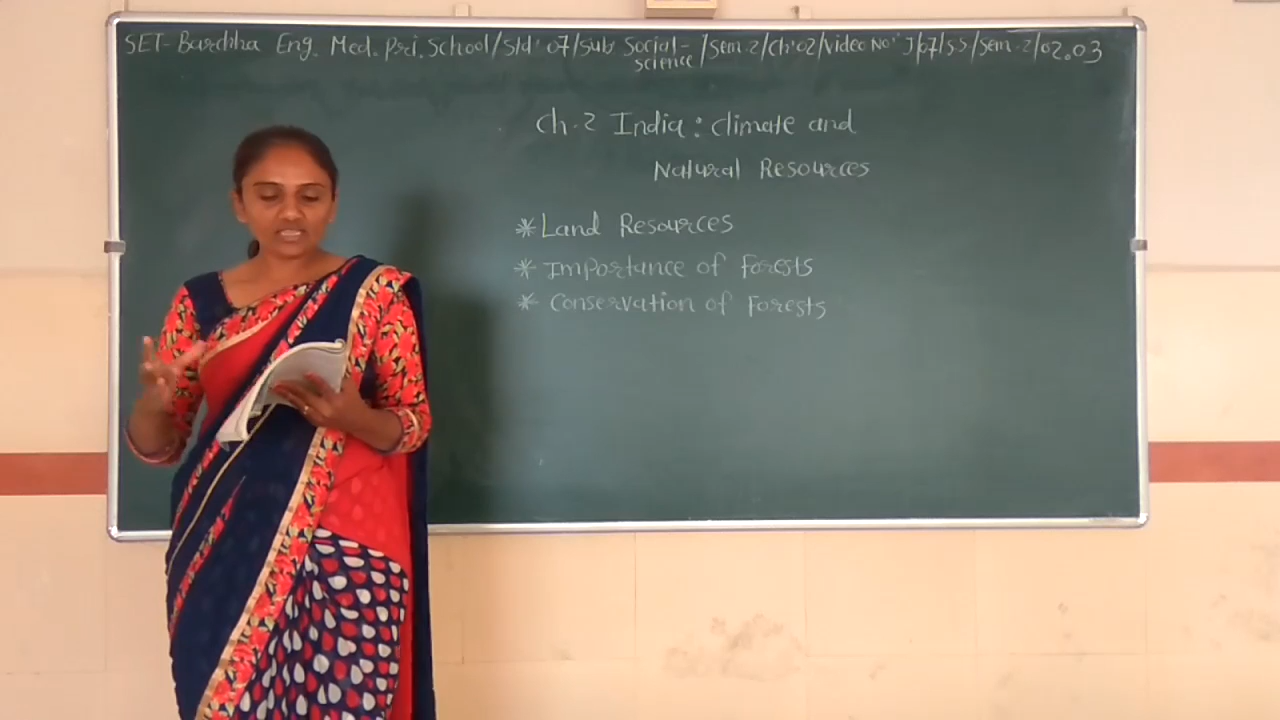 SET- Bardhha Eng. Med. Pri. School/Std' 07/Sub Social-science/Sem.2/Ch'02/Video No' J/07/SS/Sem.2/02.03
Ch-2 India: Climate and
Natural Resources
* Land Resources
* Importance of Forests
* Conservation of Forests